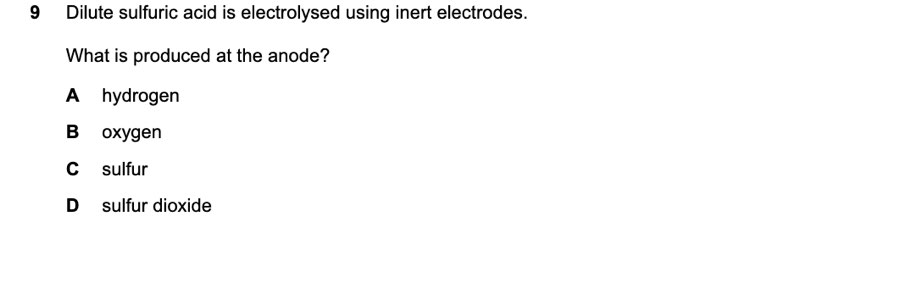 9 Dilute sulfuric acid is electrolysed using inert electrodes.
What is produced at the anode?
A hydrogen
B oxygen
C sulfur
D sulfur dioxide